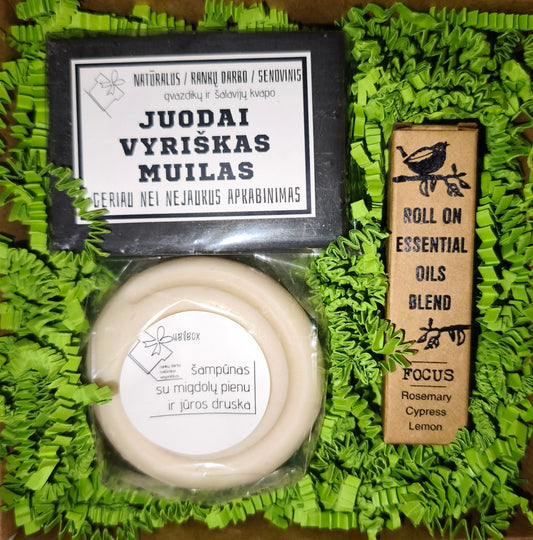 NATŪRALUS / RANKŲ DARBO / SENOVINIS
gvazdikų ir šalavijų kvapo
JUODAI
VYRIŠKAS
MUILAS
GERIAU NEI NEJAUKUS APKABINIMAS
UBIBOX
šampūnas
su migdolų pienu
ir jūros druska
ROLL ON
ESSENTIAL
OILS
BLEND
FOCUS
Rosemary
Cypress
Lemon